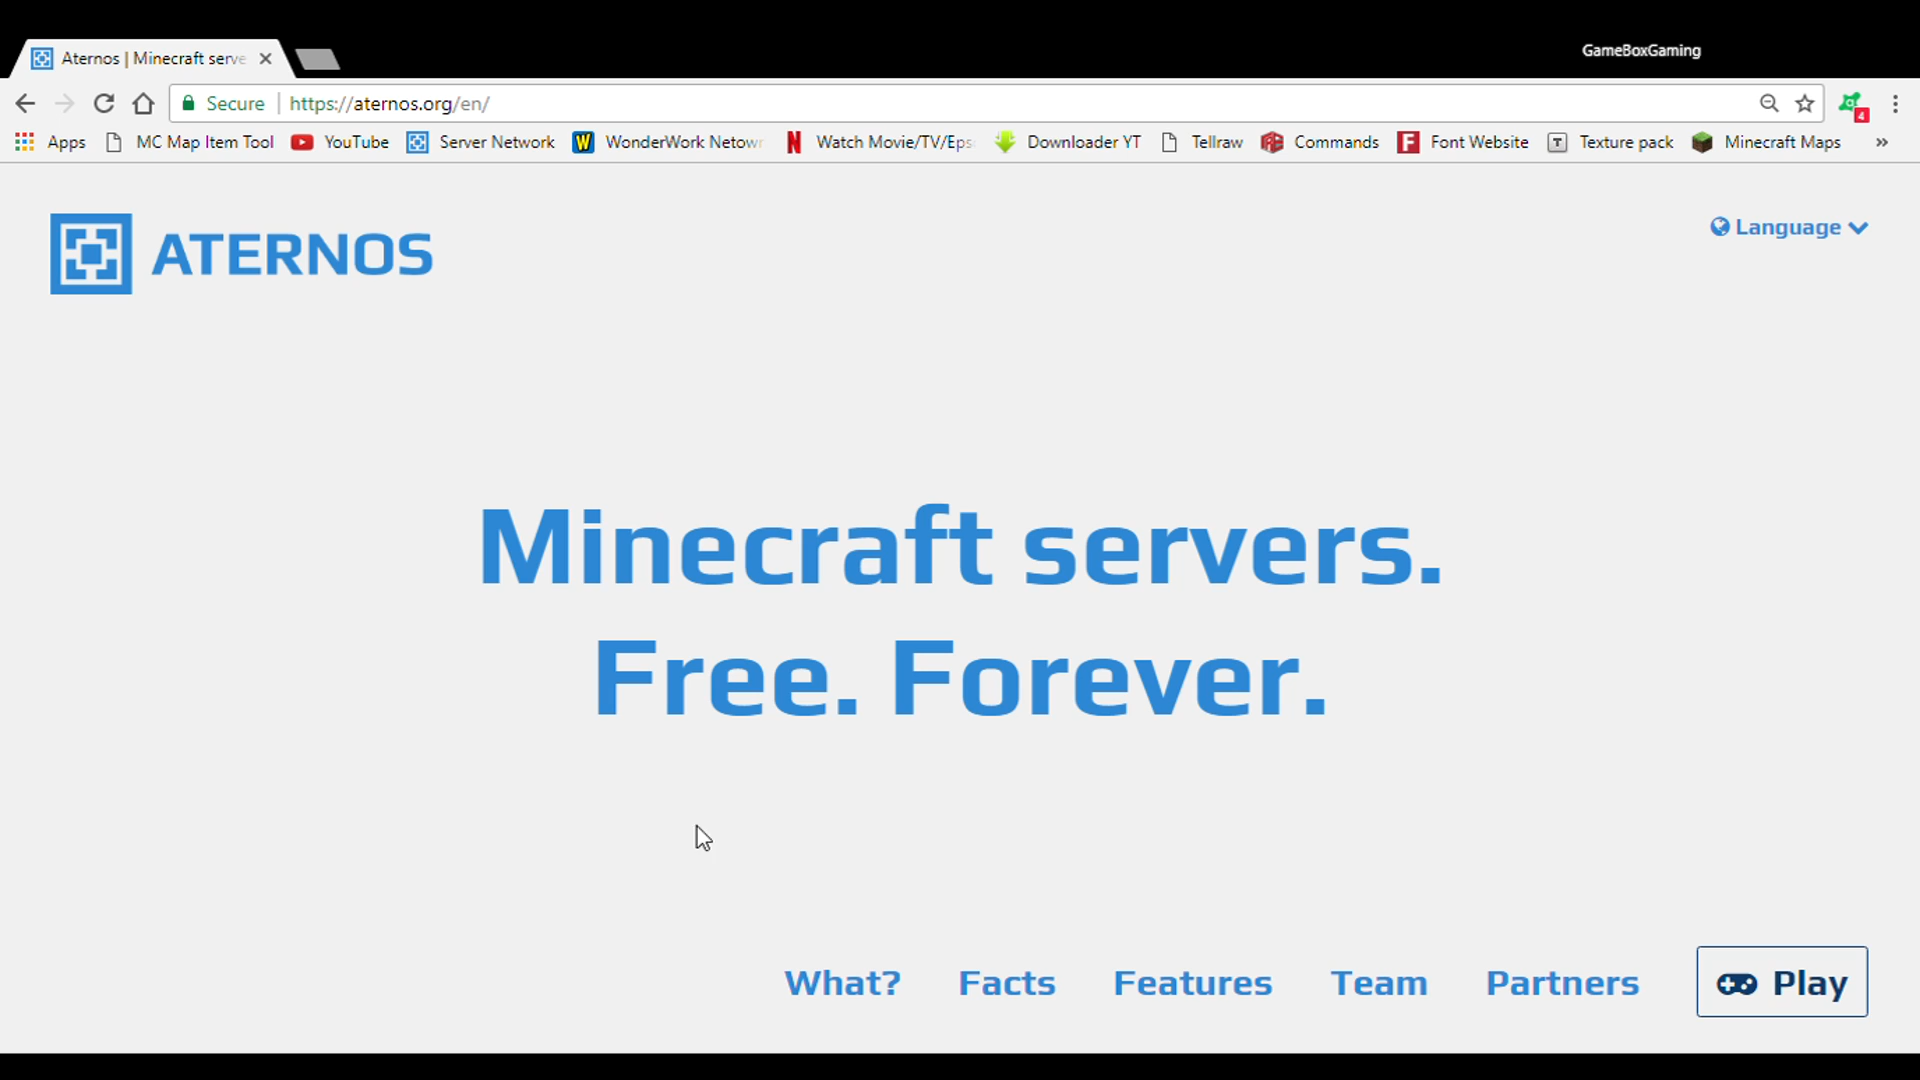 Aternos | Minecraft serve
GameBoxGaming
Secure https://aternos.org/en/
4
Apps MC Map Item Tool YouTube Server Network WonderWork Netowr Watch Movie/TV/Eps Downloader YT Tellraw Commands Font Website Texture pack Minecraft Maps »
ATERNOS
Language
Minecraft servers.
Free. Forever.
What? Facts Features Team Partners Play